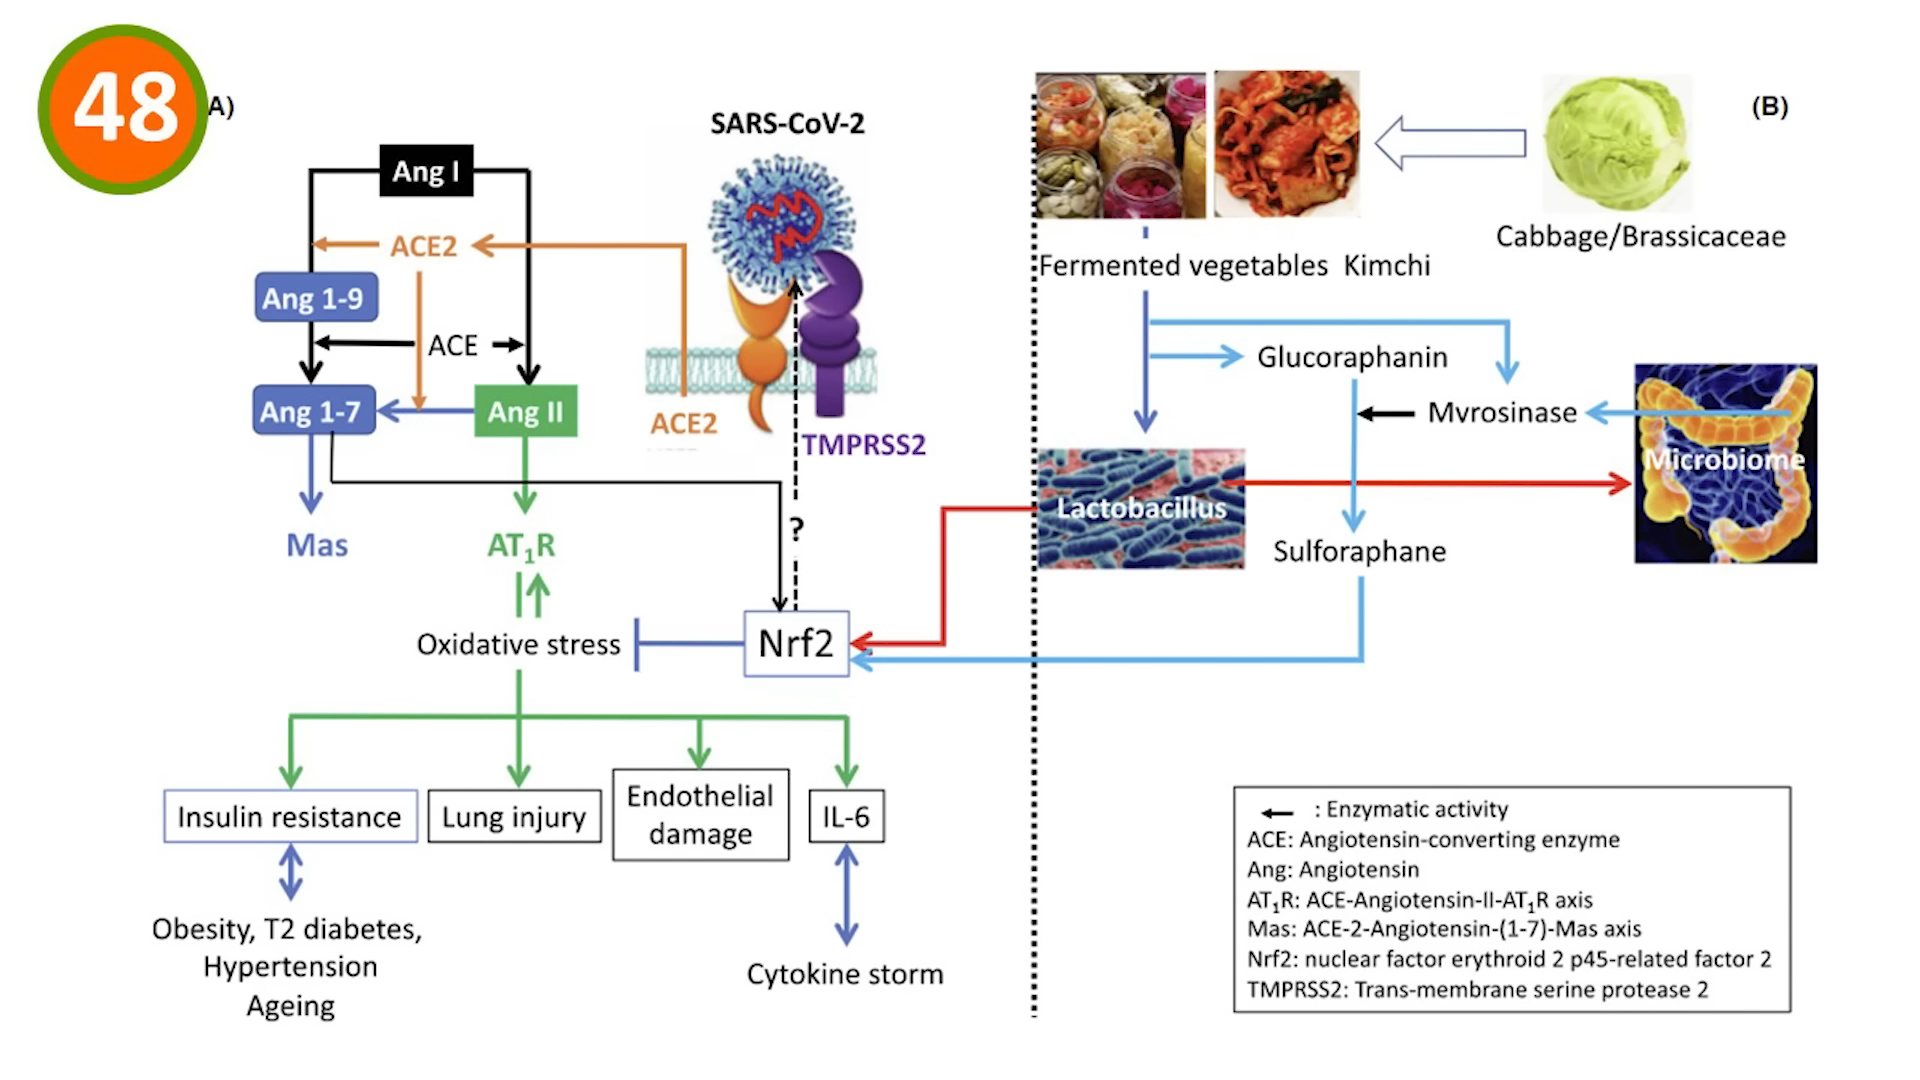 48
A)
SARS-CoV-2
Ang I
ACE2
Ang 1-9
ACE
Ang 1-7
Ang II
ACE2
TMPRSS2
Mas
AT₁R
?
Oxidative stress
Nrf2
Insulin resistance
Lung injury
Endothelial
damage
IL-6
Obesity, T2 diabetes,
Hypertension
Ageing
Cytokine storm
(B)
Cabbage/Brassicaceae
Fermented vegetables Kimchi
Glucoraphanin
Mvrosinase
Microbiome
Lactobacillus
Sulforaphane
: Enzymatic activity
ACE: Angiotensin-converting enzyme
Ang: Angiotensin
AT₁R: ACE-Angiotensin-II-AT₁R axis
Mas: ACE-2-Angiotensin-(1-7)-Mas axis
Nrf2: nuclear factor erythroid 2 p45-related factor 2
TMPRSS2: Trans-membrane serine protease 2